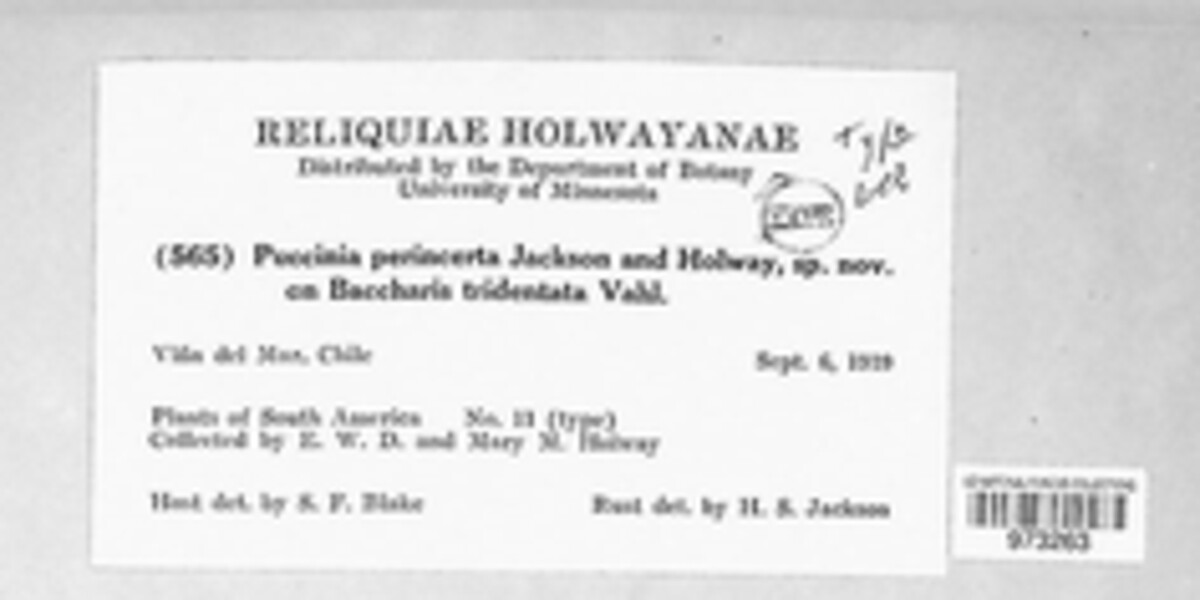 RELIQUIAE HOLWAYANAE
Distributed by the Department of Botany
University of Minnesota
Type
(565) Puccinia perincerta Jackson and Holway, sp. nov.
on Baccharis tridentata Vahl.
Viña del Mar, Chile Sept. 6, 1919
Plants of South America No. 13 (type)
Collected by E. W. D. and Mary M. Holway
Host det. by S. F. Blake Rust det. by H. S. Jackson
973263